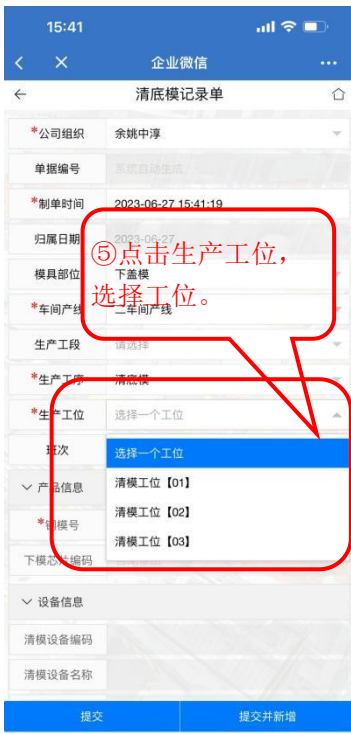 15:41
企业微信
清底模记录单
*公司组织 余姚中淳
单据编号 系统自动生成
*制单时间 2023-06-27 15:41:19
归属日期 2023-06-27
⑤点击生产工位，
选择工位。
模具部位 下盖模
*车间产线 二车间产线
生产工段 请选择
*生产工序 清底模
*生产工位 选择一个工位
班次 选择一个工位
清模工位【01】
清模工位【02】
清模工位【03】
产品信息
*钢模号
下模芯片编码
设备信息
清模设备编码
清模设备名称
提交 提交并新增